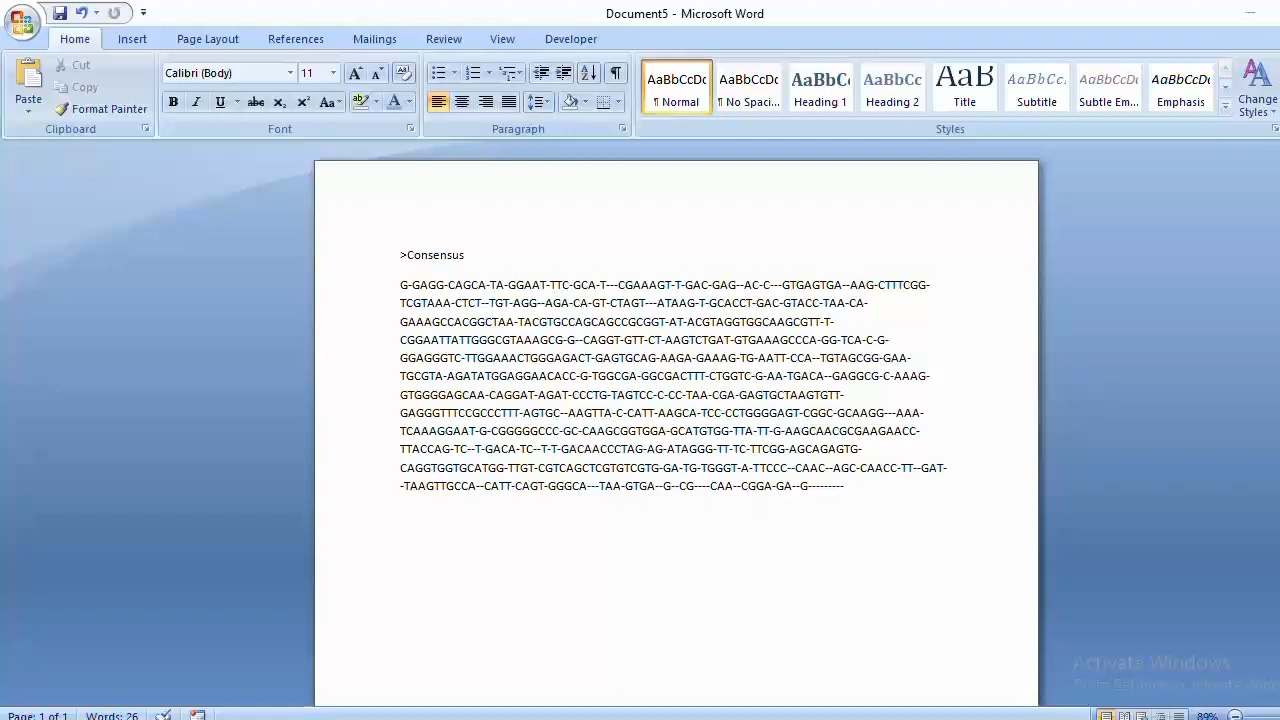 Document5 - Microsoft Word
Home Insert Page Layout References Mailings Review View Developer
Paste
Cut
Copy
Format Painter
Clipboard
Calibri (Body) 11
Font
Paragraph
AaBbCcDc AaBbCcDc AaBbCc AaBbCc AaB AaBbCc. AaBbCcDt AaBbCcDt
¶ Normal ¶ No Spaci... Heading 1 Heading 2 Title Subtitle Subtle Em... Emphasis
Change Styles
Styles
>Consensus
G-GAGG-CAGCA-TA-GGAAT-TTC-GCA-T---CGAAAGT-T-GAC-GAG--AC-C---GTGAGTGA--AAG-CTTTCGG-
TCGTAAA-CTCT--TGT-AGG--AGA-CA-GT-CTAGT---ATAAG-T-GCACCT-GAC-GTACC-TAA-CA-
GAAAGCCACGGCTAA-TACGTGCCAGCAGCCGCGGT-AT-ACGTAGGTGGCAAGCGTT-T-
CGGAATTATTGGGCGTAAAGCG-G--CAGGT-GTT-CT-AAGTCTGAT-GTGAAAGCCCA-GG-TCA-C-G-
GGAGGGTC-TTGGAAACTGGGAGACT-GAGTGCAG-AAGA-GAAAG-TG-AATT-CCA--TGTAGCGG-GAA-
TGCGTA-AGATATGGAGGAACACC-G-TGGCGA-GGCGACTTT-CTGGTC-G-AA-TGACA--GAGGCG-C-AAAG-
GTGGGGAGCAA-CAGGAT-AGAT-CCCTG-TAGTCC-C-CC-TAA-CGA-GAGTGCTAAGTGTT-
GAGGGTTTCCGCCCTTT-AGTGC--AAGTTA-C-CATT-AAGCA-TCC-CCTGGGGAGT-CGGC-GCAAGG---AAA-
TCAAAGGAAT-G-CGGGGGCCC-GC-CAAGCGGTGGA-GCATGTGG-TTA-TT-G-AAGCAACGCGAAGAACC-
TTACCAG-TC--T-GACA-TC--T-T-GACAACCCTAG-AG-ATAGGG-TT-TC-TTCGG-AGCAGAGTG-
CAGGTGGTGCATGG-TTGT-CGTCAGCTCGTGTCGTG-GA-TG-TGGGT-A-TTCCC--CAAC--AGC-CAACC-TT--GAT-
-TAAGTTGCCA--CATT-CAGT-GGGCA---TAA-GTGA--G--CG----CAA--CGGA-GA--G---------
Activate Windows
Page: 1 of 1 Words: 26 89%